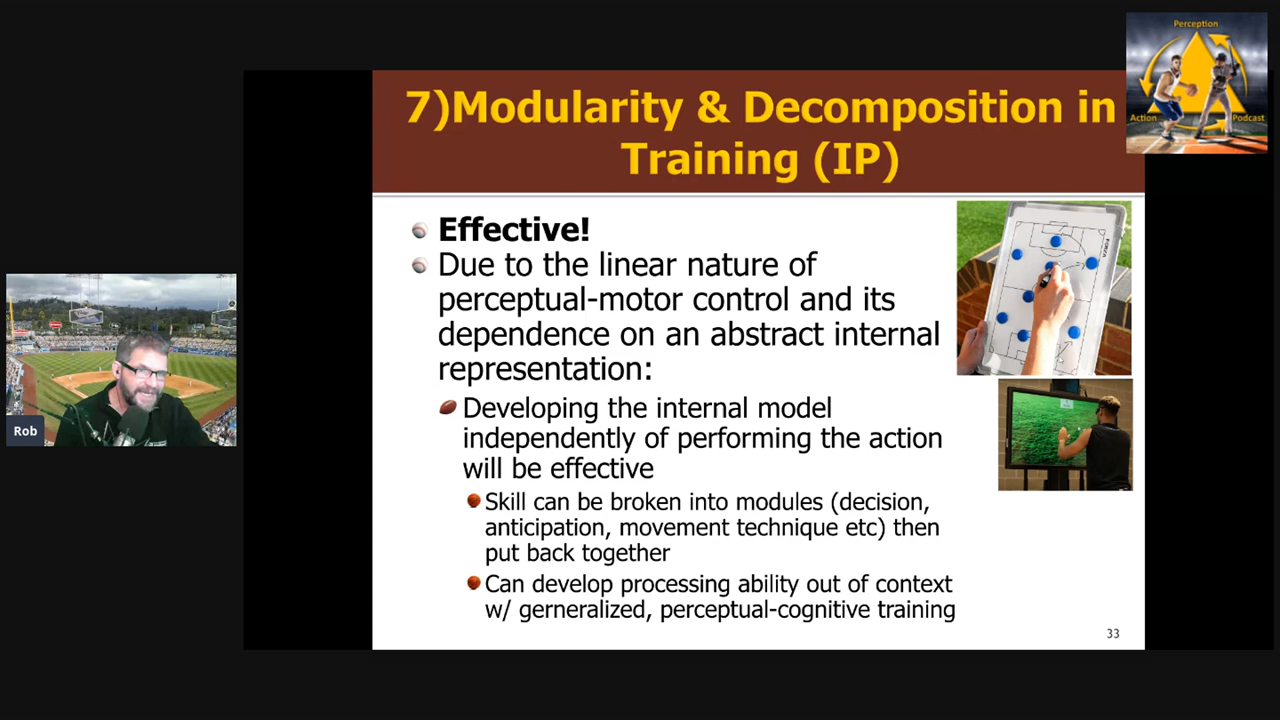 Perception
Action
Podcast
7)Modularity & Decomposition in
Training (IP)
Effective!
Due to the linear nature of
perceptual-motor control and its
dependence on an abstract internal
representation:
Developing the internal model
independently of performing the action
will be effective
Skill can be broken into modules (decision,
anticipation, movement technique etc) then
put back together
Can develop processing ability out of context
w/ gerneralized, perceptual-cognitive training
33
Rob